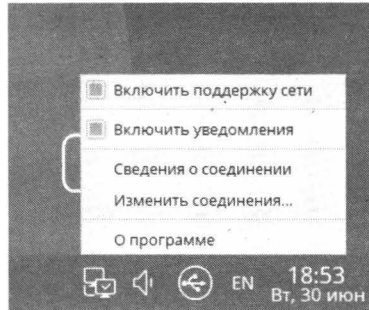 Включить поддержку сети
Включить уведомления
Сведения о соединении
Изменить соединения...
О программе
EN
18:53
Вт, 30 июн